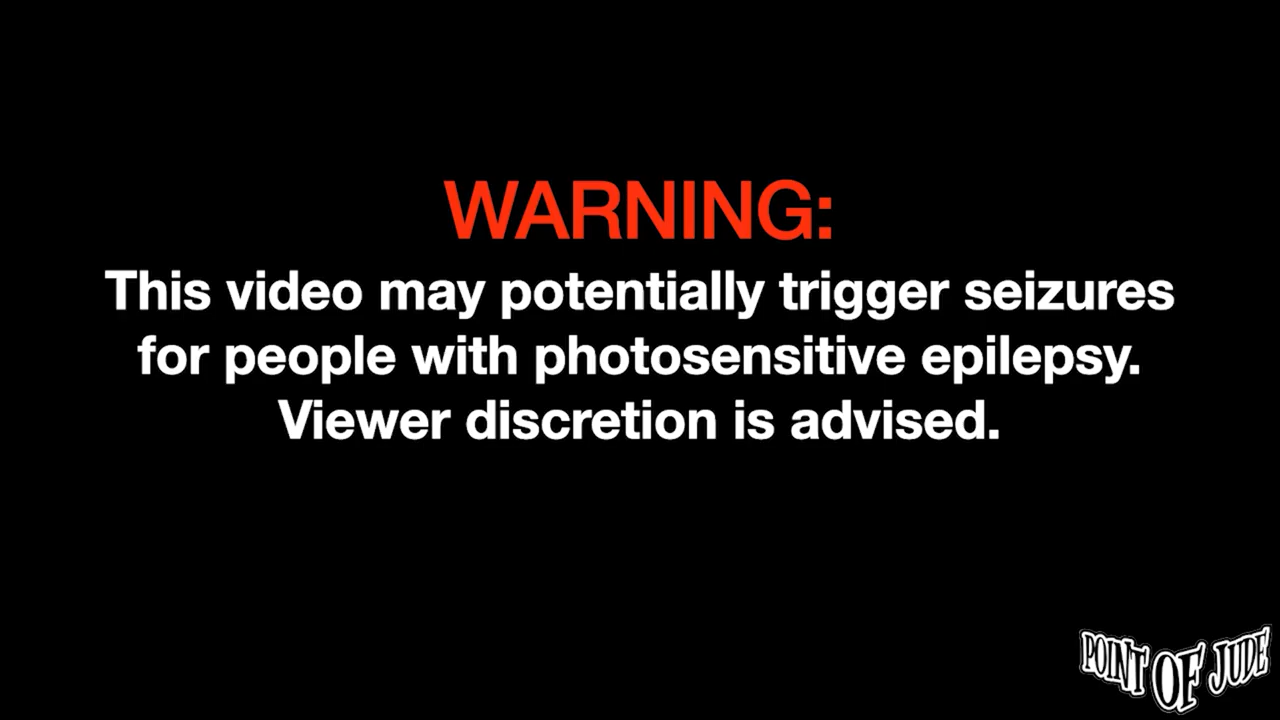 WARNING:
This video may potentially trigger seizures
for people with photosensitive epilepsy.
Viewer discretion is advised.
POINT OF JUDE